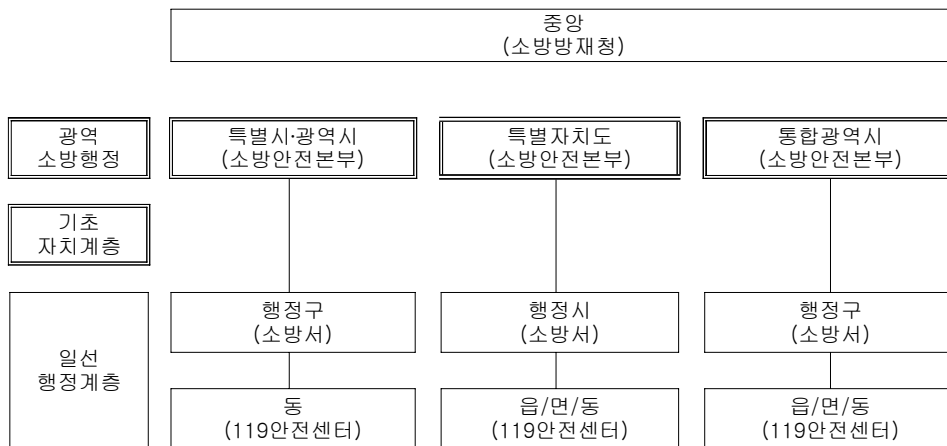 중앙
(소방방재청)
광역
소방행정
특별시·광역시
(소방안전본부)
특별자치도
(소방안전본부)
통합광역시
(소방안전본부)
기초
자치계층
일선
행정계층
행정구
(소방서)
행정시
(소방서)
행정구
(소방서)
동
(119안전센터)
읍/면/동
(119안전센터)
읍/면/동
(119안전센터)